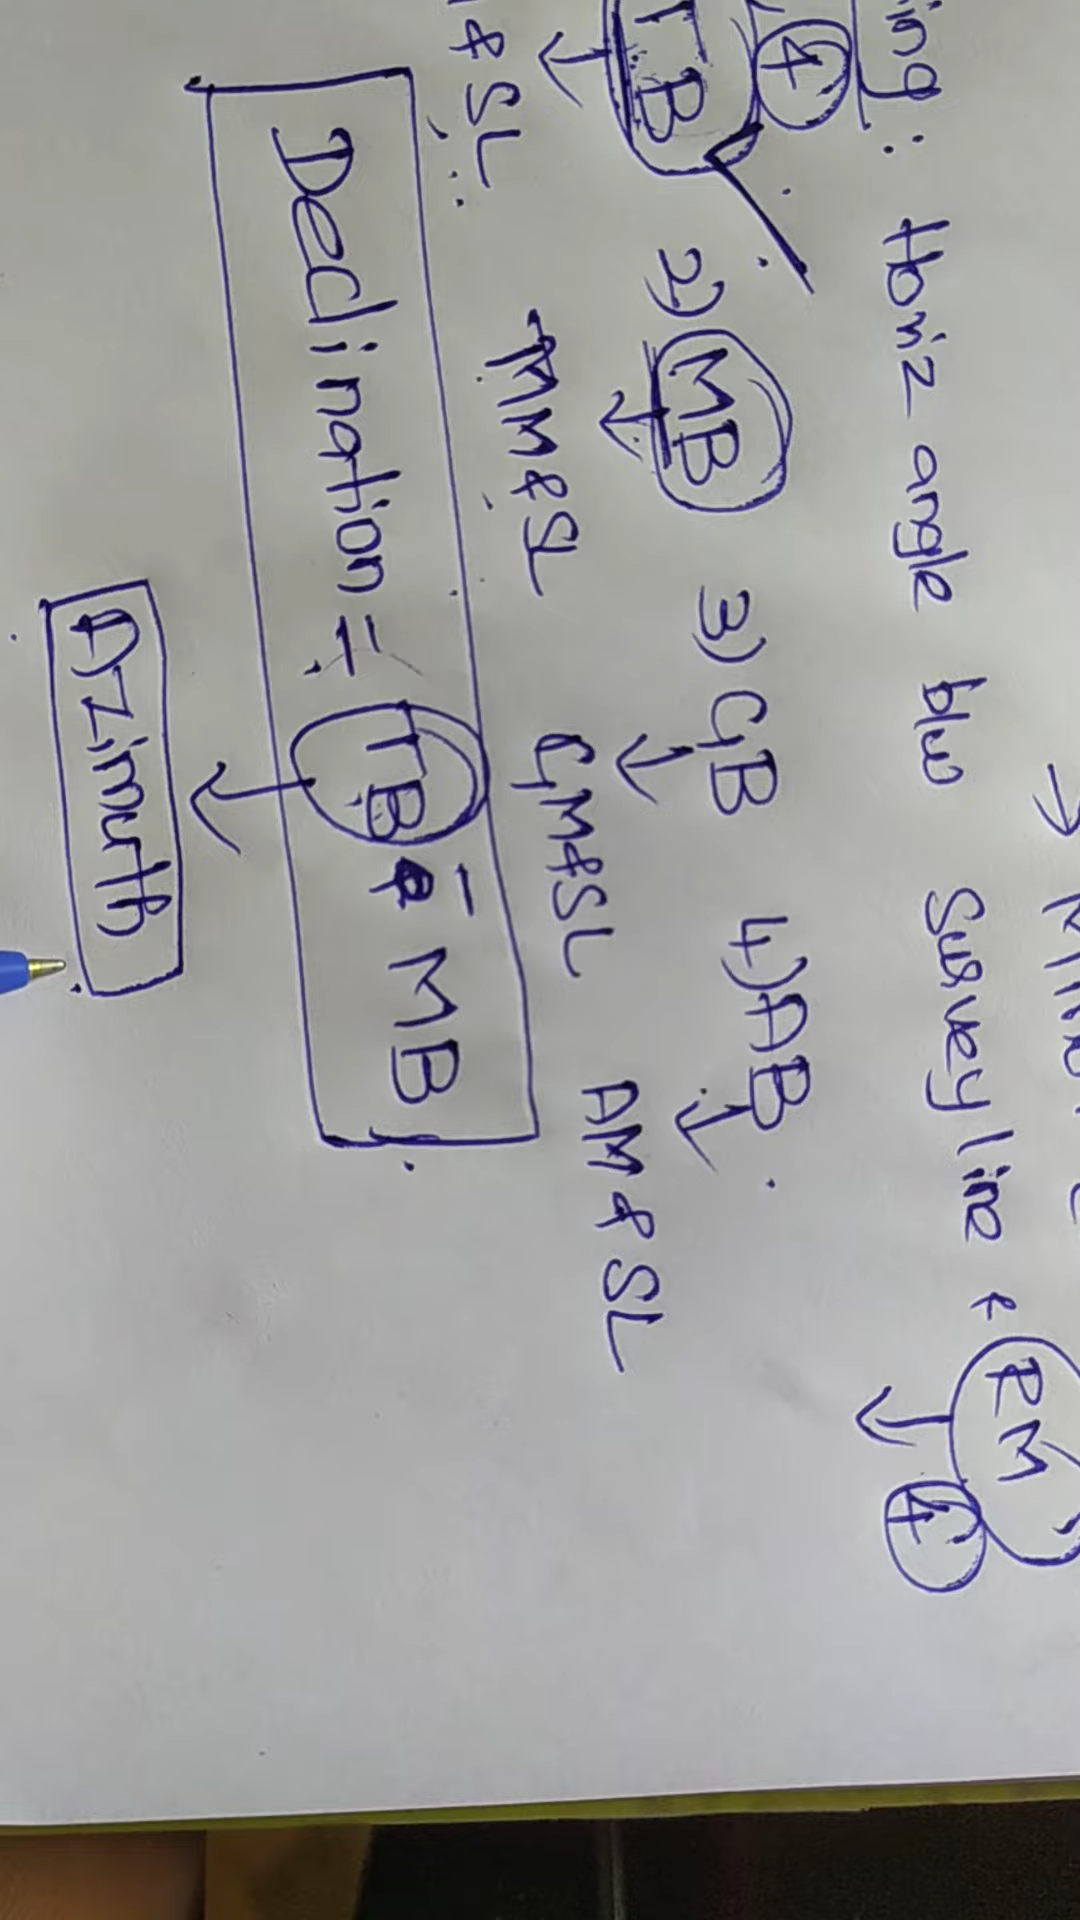 ing: Horiz angle b/w Survey line & RM
4
4
TB 2) MB 3) GB 4) AB
M & SL MM & SL GM & SL AM & SL
Declination = TB - MB
Azimuth